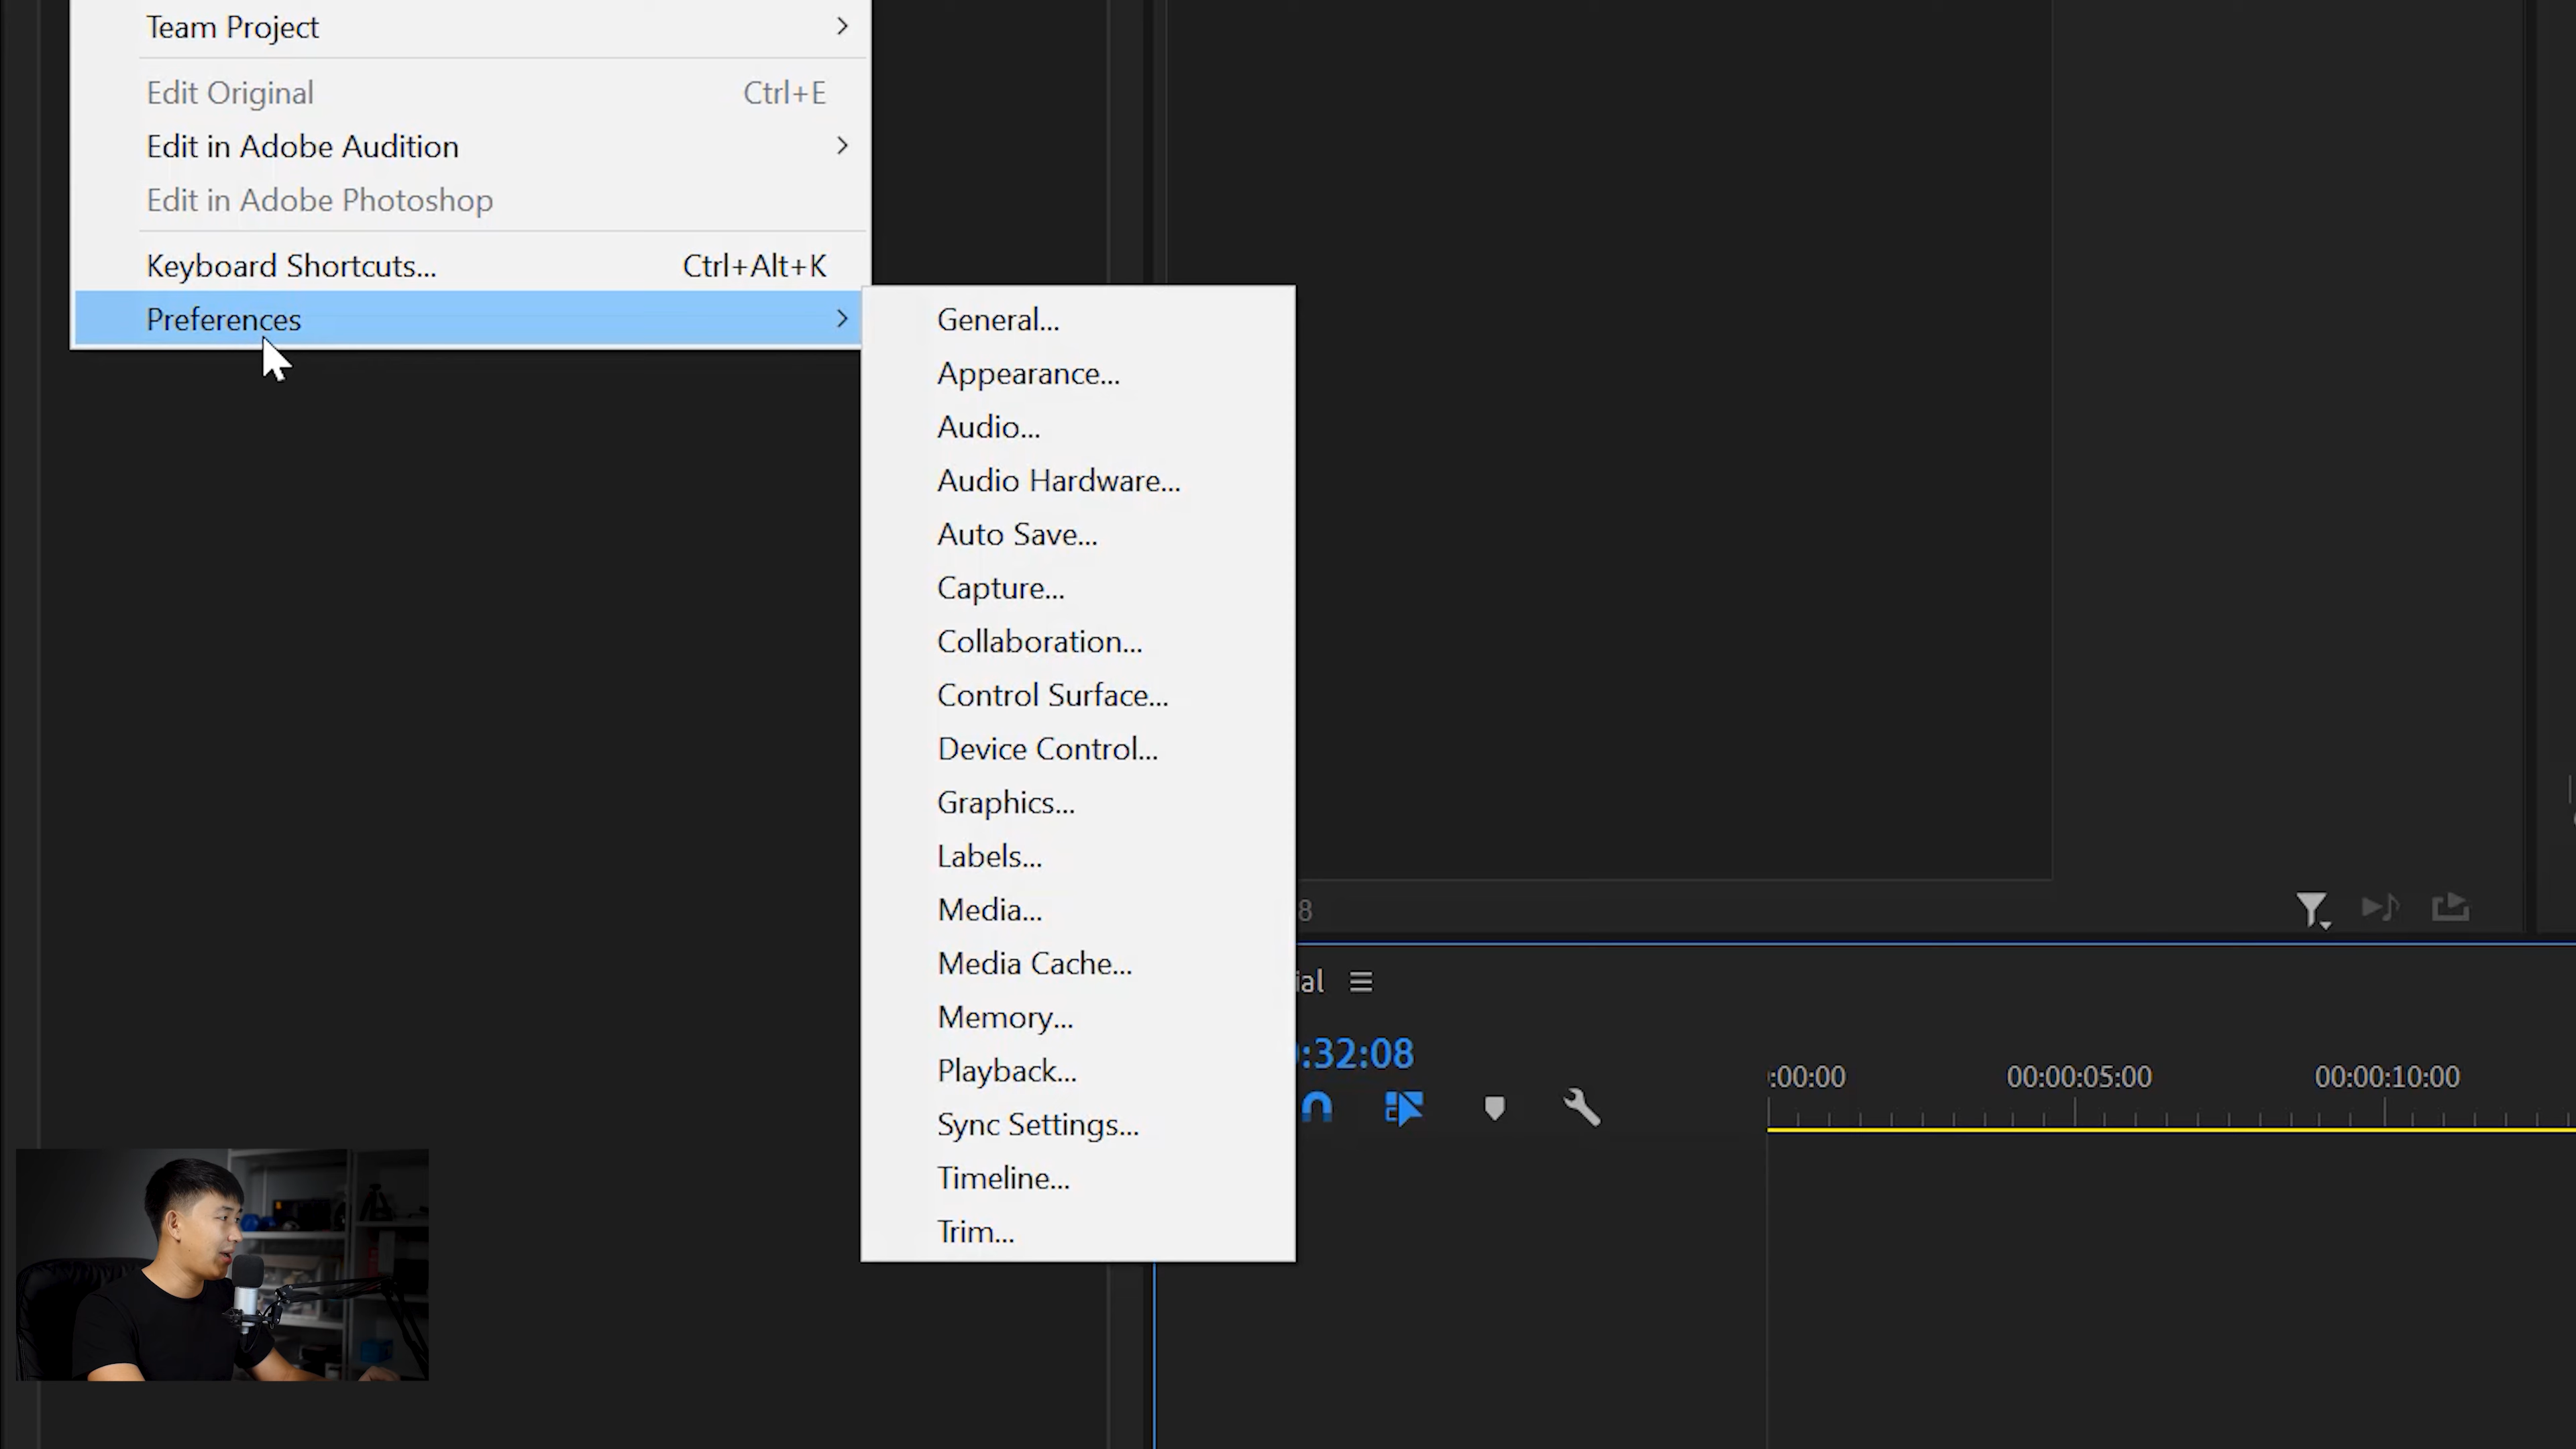 Team Project
Edit Original Ctrl+E
Edit in Adobe Audition
Edit in Adobe Photoshop
Keyboard Shortcuts... Ctrl+Alt+K
Preferences
General...
Appearance...
Audio...
Audio Hardware...
Auto Save...
Capture...
Collaboration...
Control Surface...
Device Control...
Graphics...
Labels...
Media...
Media Cache...
Memory...
Playback...
Sync Settings...
Timeline...
Trim...
8
ial
:32:08
:00:00 00:00:05:00 00:00:10:00